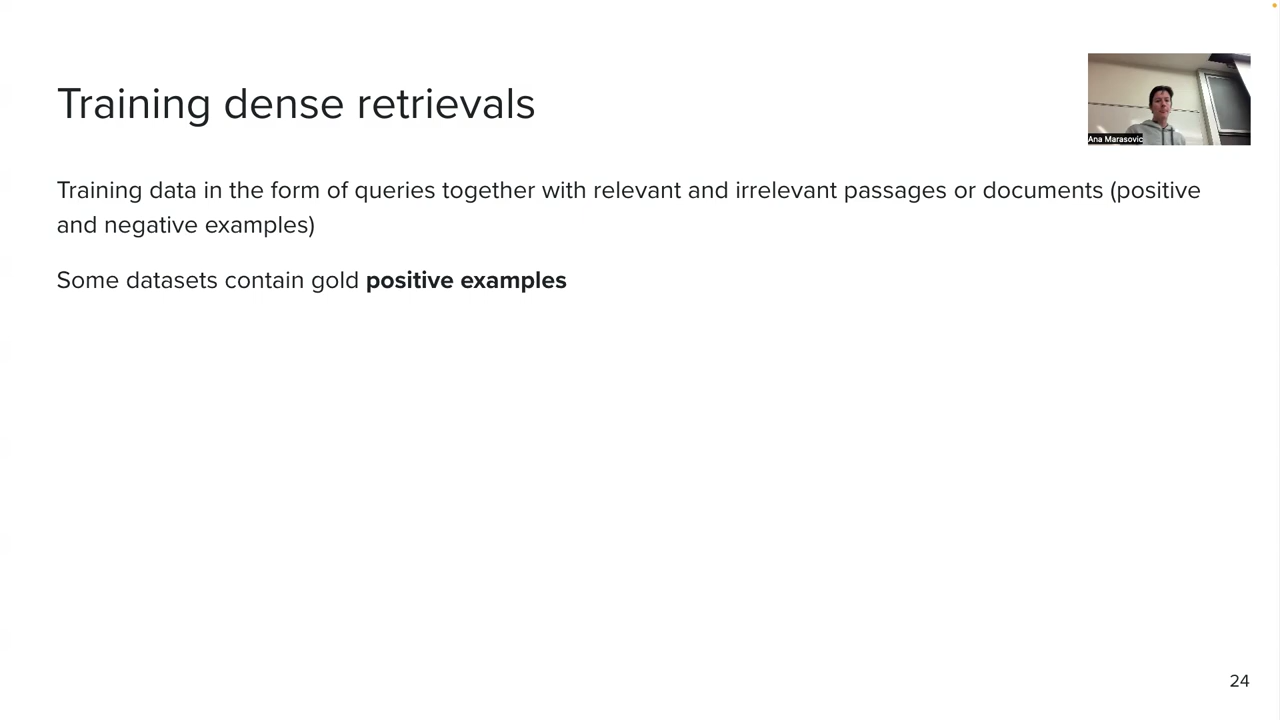 Training dense retrievals
Ana Marasovic
Training data in the form of queries together with relevant and irrelevant passages or documents (positive
and negative examples)
Some datasets contain gold positive examples
24